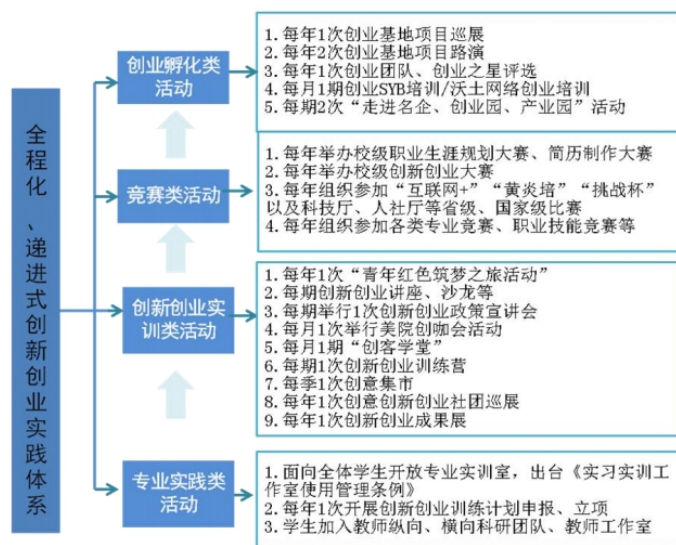 全程化、递进式创新创业实践体系
创业孵化类
活动
1. 每年1次创业基地项目巡展
2. 每年2次创业基地项目路演
3. 每年1次创业团队、创业之星评选
4. 每月1期创业SYB培训/沃土网络创业培训
5. 每期2次“走进名企、创业园、产业园”活动
竞赛类活动
1. 每年举办校级职业生涯规划大赛、简历制作大赛
2. 每年举办校级创新创业大赛
3. 每年组织参加“互联网+”“黄炎培”“挑战杯”
以及科技厅、人社厅等省级、国家级比赛
4. 每年组织参加各类专业竞赛、职业技能竞赛等
创新创业实
训类活动
1. 每年1次“青年红色筑梦之旅活动”
2. 每期创新创业讲座、沙龙等
3. 每期举行1次创新创业政策宣讲会
4. 每月1次举行美院创咖会活动
5. 每月1期“创客学堂”
6. 每期1次创新创业训练营
7. 每季1次创意集市
8. 每年1次创意创新创业社团巡展
9. 每年1次创新创业成果展
专业实践类
活动
1. 面向全体学生开放专业实训室，出台《实习实训工
作室使用管理条例》
2. 每年1次开展创新创业训练计划申报、立项
3. 学生加入教师纵向、横向科研团队、教师工作室